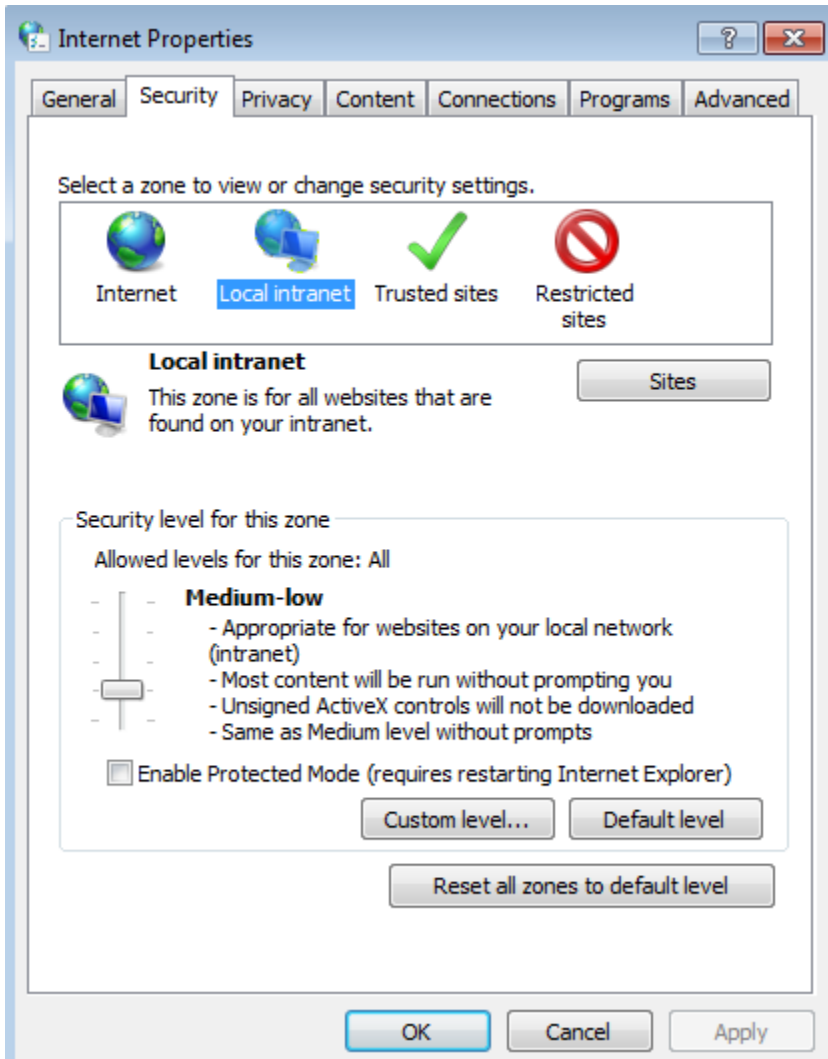 Internet Properties
General Security Privacy Content Connections Programs Advanced
Select a zone to view or change security settings.
Internet Local intranet Trusted sites Restricted
sites
Local intranet
Sites
This zone is for all websites that are
found on your intranet.
Security level for this zone
Allowed levels for this zone: All
Medium-low
- Appropriate for websites on your local network
(intranet)
- Most content will be run without prompting you
- Unsigned ActiveX controls will not be downloaded
- Same as Medium level without prompts
Enable Protected Mode (requires restarting Internet Explorer)
Custom level... Default level
Reset all zones to default level
OK Cancel Apply